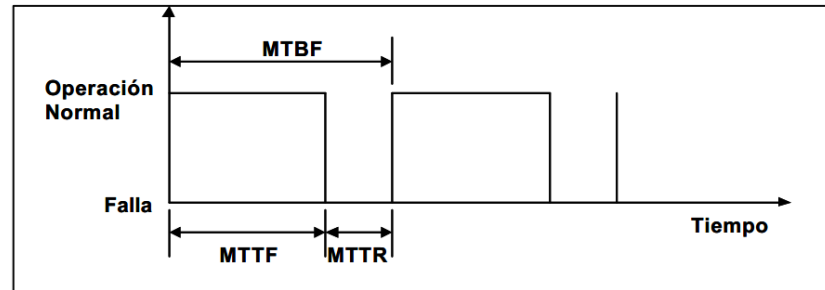 MTBF
Operación
Normal
Falla
Tiempo
MTTF
MTTR